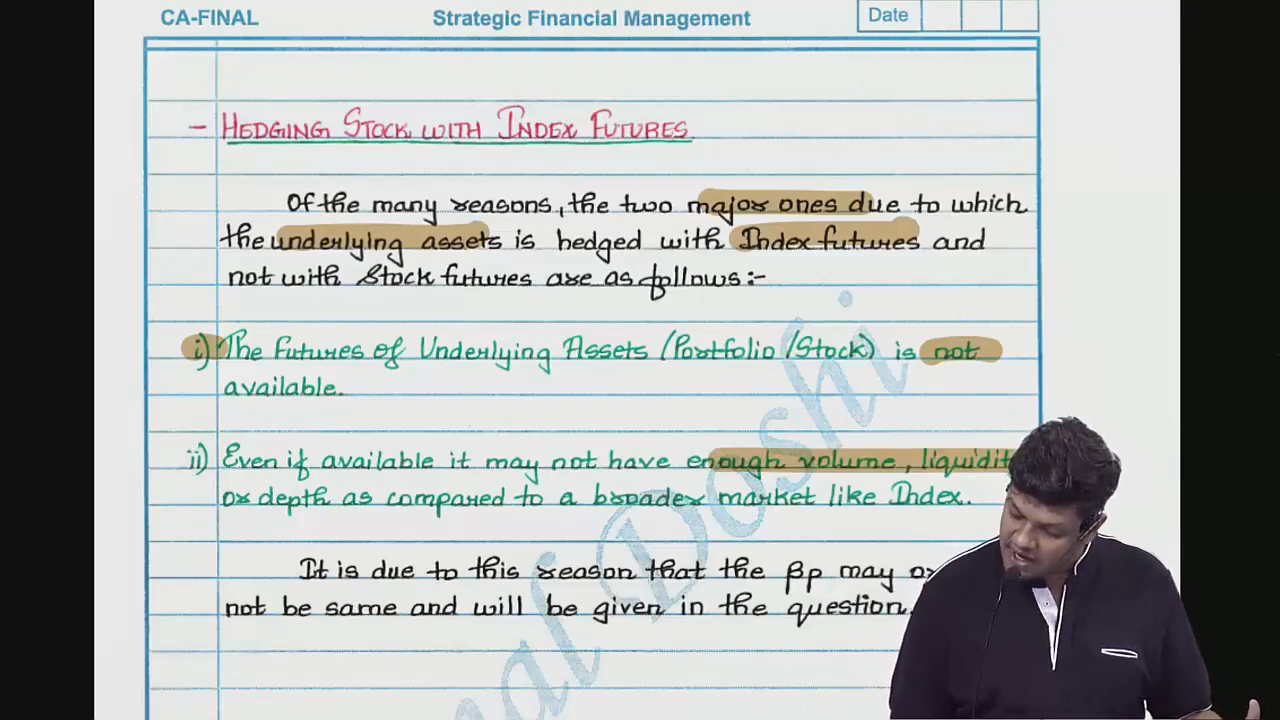 CA-FINAL Strategic Financial Management Date
- HEDGING STOCK WITH INDEX FUTURES
Of the many reasons, the two major ones due to which
the underlying assets is hedged with Index futures and
not with Stock futures are as follows:-
i) The Futures of Underlying Assets (Portfolio/Stock) is not
available.
ii) Even if available it may not have enough volume, liquidit
or depth as compared to a broader market like Index.
It is due to this reason that the βp may or
not be same and will be given in the question.
al Doshi